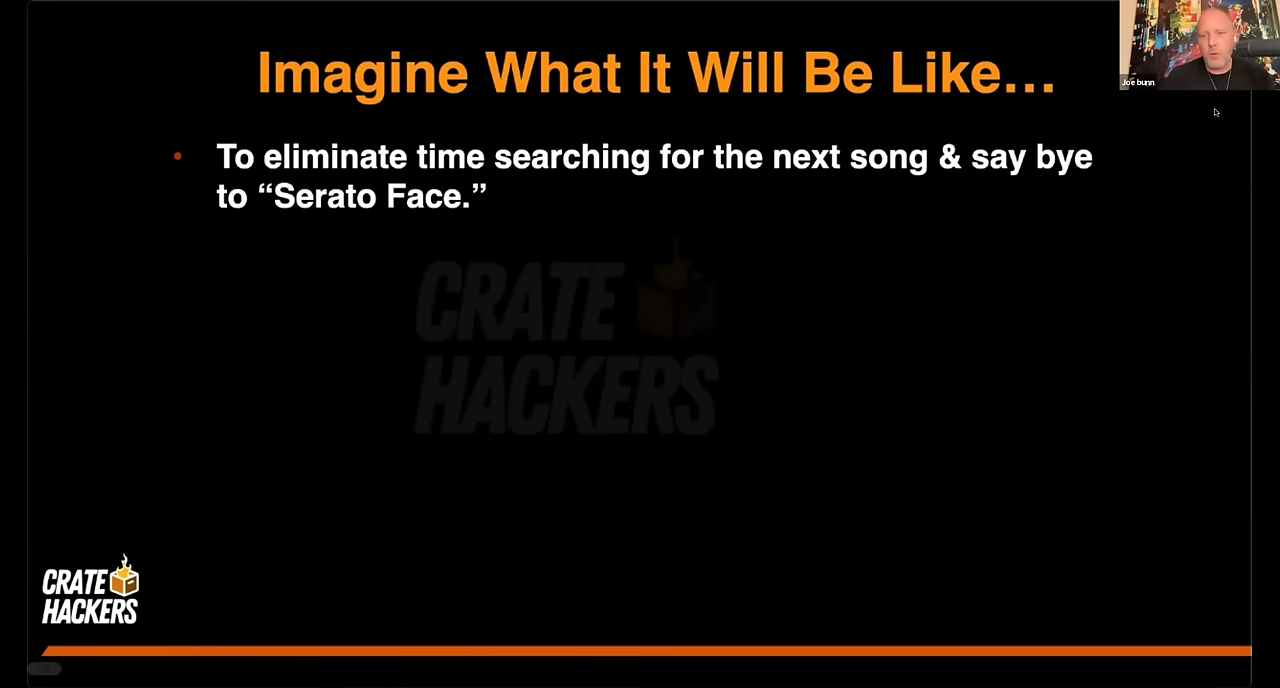 Imagine What It Will Be Like…
To eliminate time searching for the next song & say bye
to “Serato Face.”
CRATE
HACKERS
CRATE
HACKERS
Joe bunn